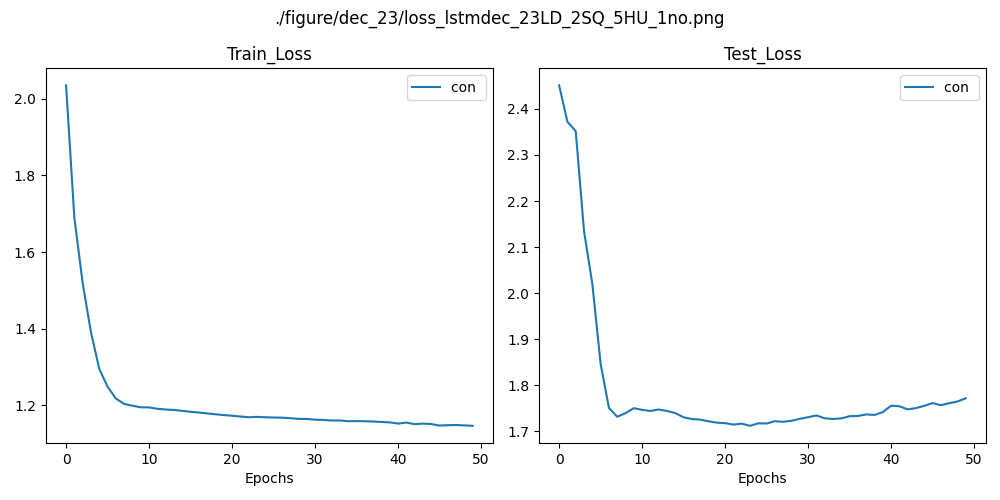 ./figure/dec_23/loss_lstmdec_23LD_2SQ_5HU_1no.png
Train_Loss
con
2.0
1.8
1.6
1.4
1.2
0 10 20 30 40 50
Epochs
Test_Loss
con
2.4
2.3
2.2
2.1
2.0
1.9
1.8
1.7
0 10 20 30 40 50
Epochs